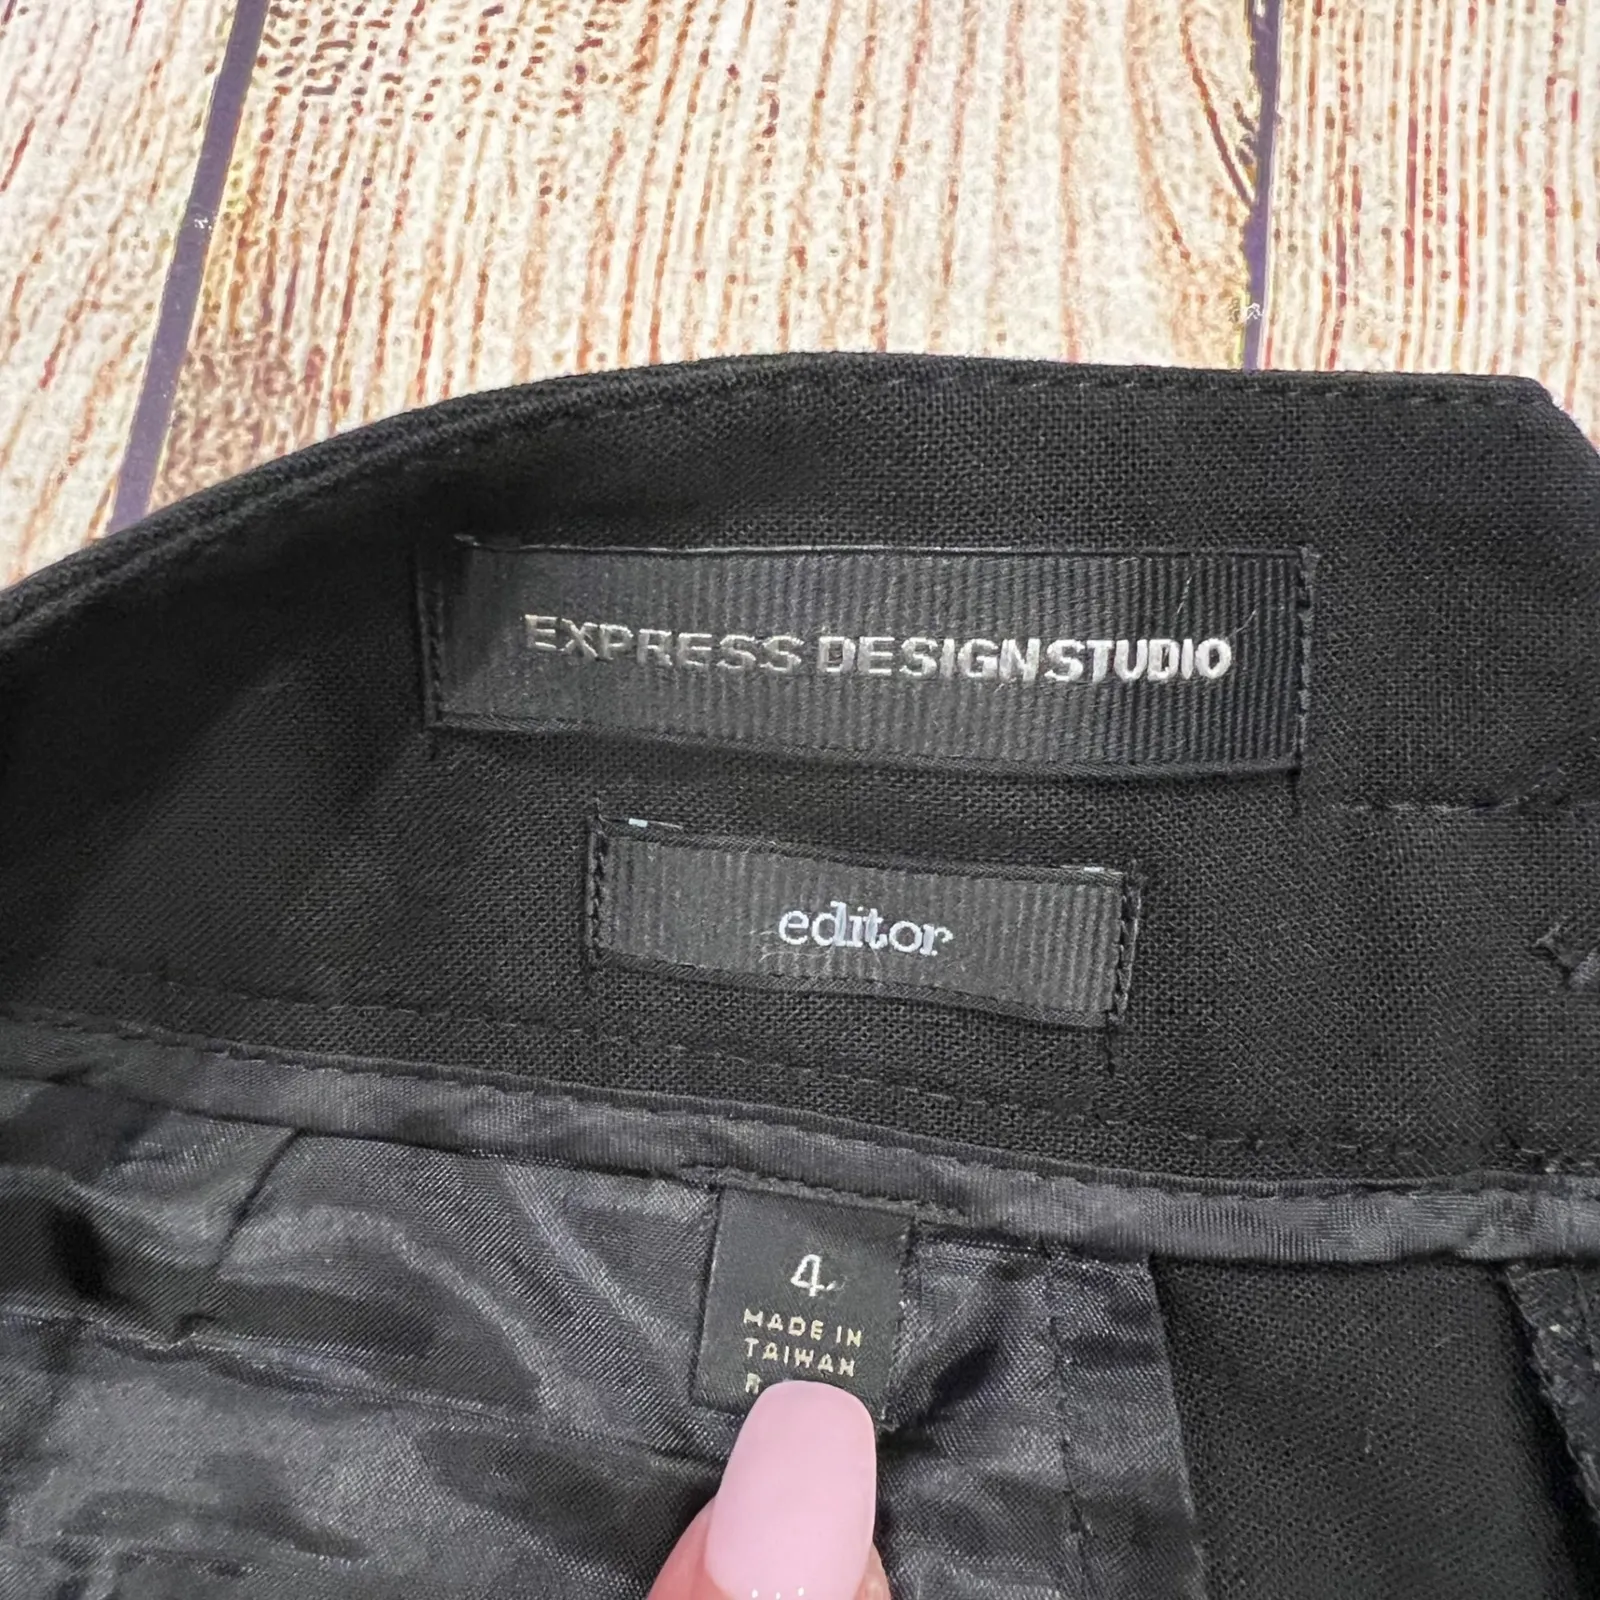 EXPRESS DESIGN STUDIO
editor
4
MADE IN
TAIWAN
R